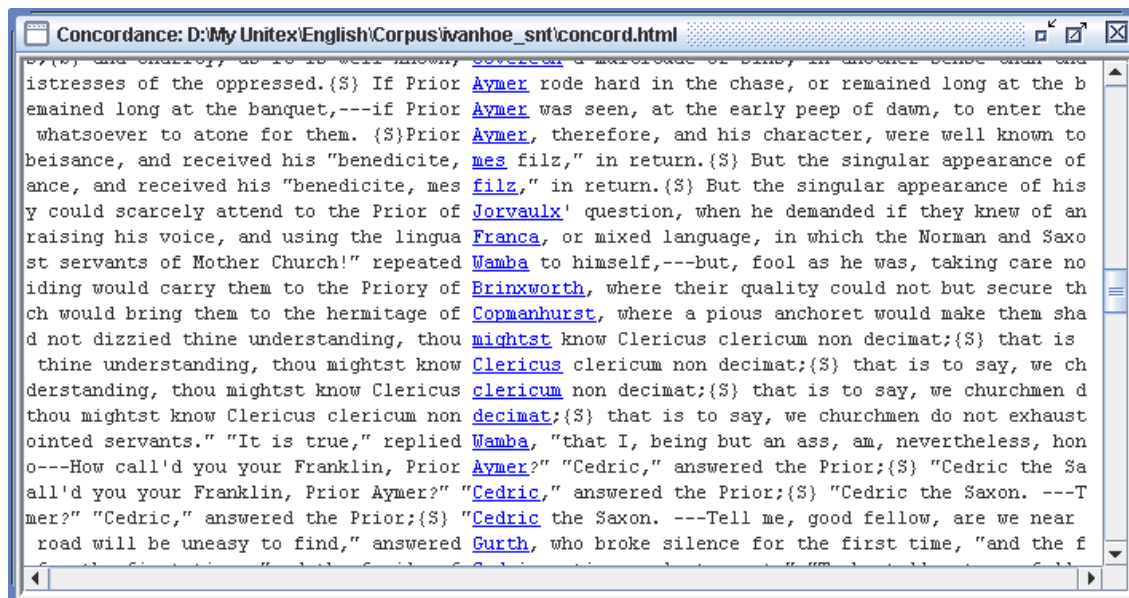 Concordance: D:\My Unitex\English\Corpus\ivanhoe_snt\concord.html
istresses of the oppressed.{S} If Prior Aymer rode hard in the chase, or remained long at the b
emained long at the banquet,---if Prior Aymer was seen, at the early peep of dawn, to enter the
whatsoever to atone for them. {S}Prior Aymer, therefore, and his character, were well known to
beisance, and received his "benedicite, mes filz," in return.{S} But the singular appearance of
ance, and received his "benedicite, mes filz," in return.{S} But the singular appearance of his
y could scarcely attend to the Prior of Jorvaulx' question, when he demanded if they knew of an
raising his voice, and using the lingua Franca, or mixed language, in which the Norman and Saxo
st servants of Mother Church!" repeated Wamba to himself,---but, fool as he was, taking care no
iding would carry them to the Priory of Brinxworth, where their quality could not but secure th
ch would bring them to the hermitage of Copmanhurst, where a pious anchoret would make them sha
d not dizzied thine understanding, thou mightst know Clericus clericum non decimat;{S} that is
thine understanding, thou mightst know Clericus clericum non decimat;{S} that is to say, we ch
derstanding, thou mightst know Clericus clericum non decimat;{S} that is to say, we churchmen d
thou mightst know Clericus clericum non decimat;{S} that is to say, we churchmen do not exhaust
ointed servants." "It is true," replied Wamba, "that I, being but an ass, am, nevertheless, hon
o---How call'd you your Franklin, Prior Aymer?" "Cedric," answered the Prior;{S} "Cedric the Sa
all'd you your Franklin, Prior Aymer?" "Cedric," answered the Prior;{S} "Cedric the Saxon. ---T
mer?" "Cedric," answered the Prior;{S} "Cedric the Saxon. ---Tell me, good fellow, are we near
road will be uneasy to find," answered Gurth, who broke silence for the first time, "and the f